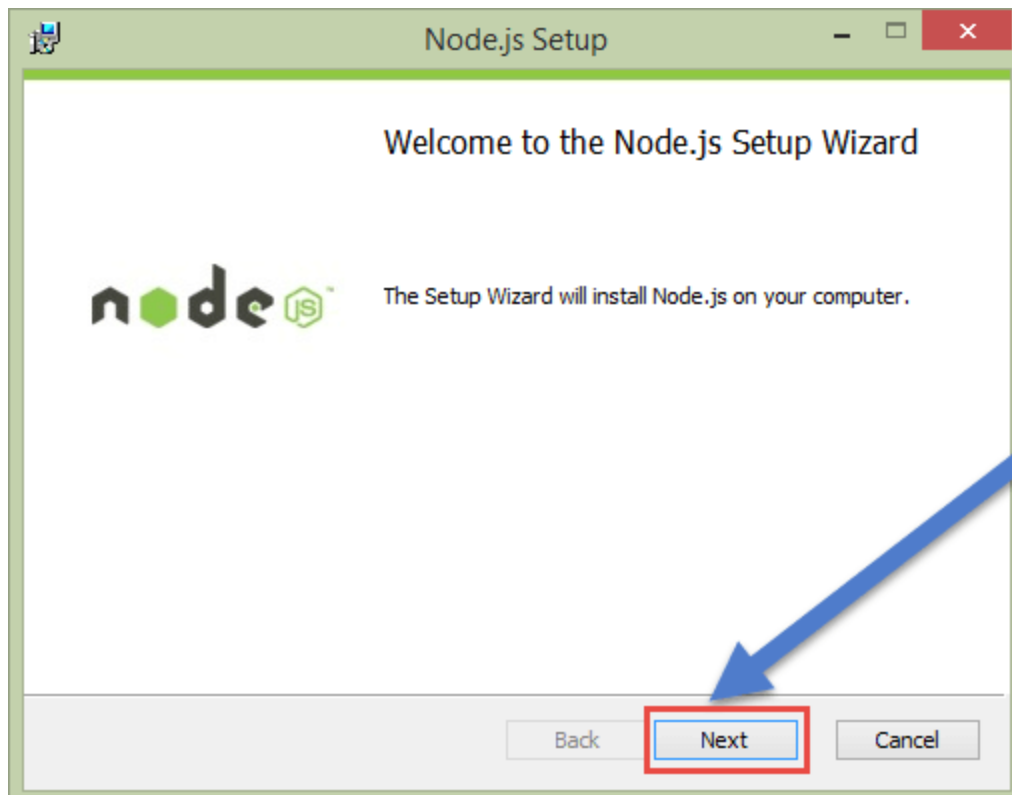 Node.js Setup
Welcome to the Node.js Setup Wizard
node JS ™
The Setup Wizard will install Node.js on your computer.
Back
Next
Cancel